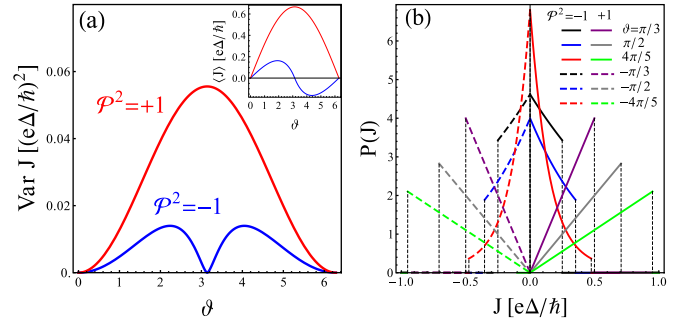 (a)
Var J [(eΔ/ħ)²]
0.06
0.04
0.02
0
0 1 2 3 4 5 6
ϑ
𝒫²=+1
𝒫²=−1
⟨J⟩ [eΔ/ħ]
0.6
0.4
0.2
0.0
0 1 2 3 4 5 6
ϑ
(b)
P(J)
7
6
5
4
3
2
1
0
−1.0 −0.5 0.0 0.5 1.0
J [eΔ/ħ]
𝒫²=−1 +1
ϑ=π/3
π/2
4π/5
−π/3
−π/2
−4π/5